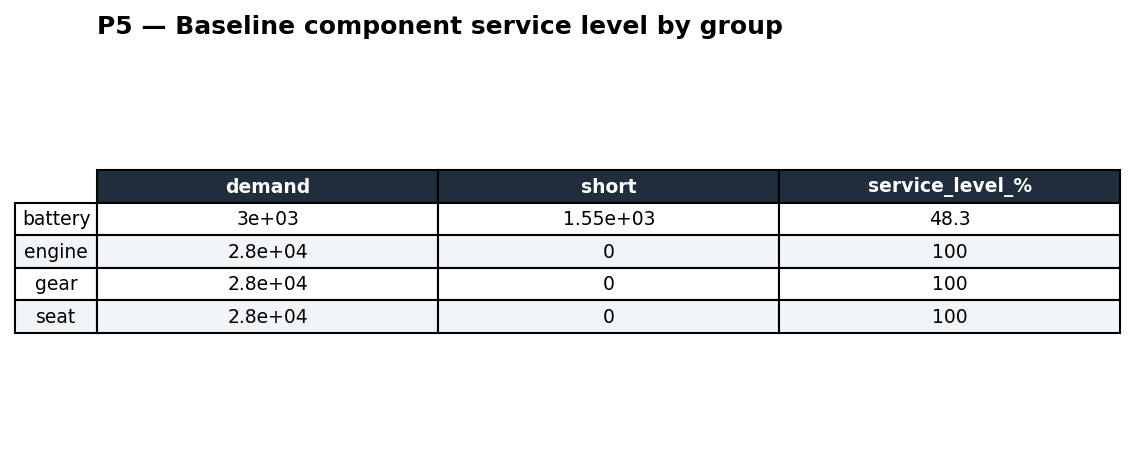 P5 — Baseline component service level by group
demand short service_level_%
battery 3e+03 1.55e+03 48.3
engine 2.8e+04 0 100
gear 2.8e+04 0 100
seat 2.8e+04 0 100